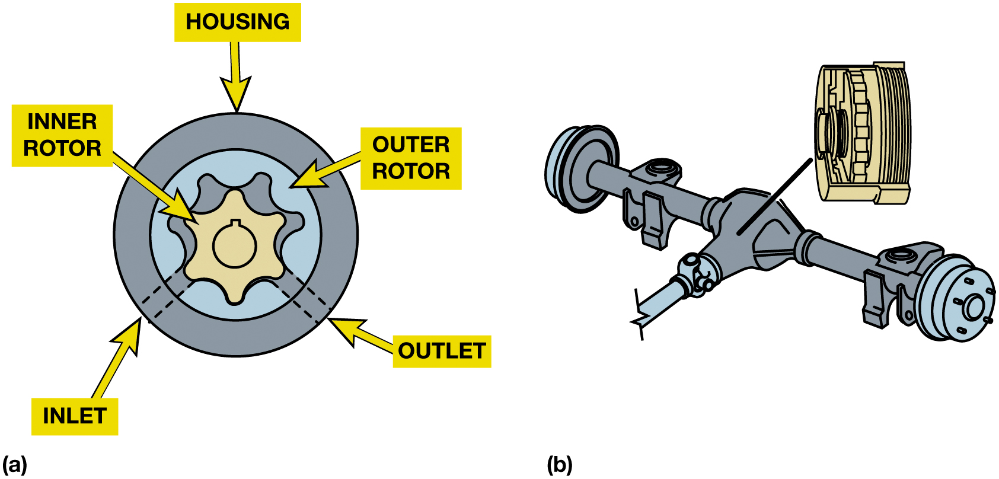 HOUSING
INNER
ROTOR
OUTER
ROTOR
OUTLET
INLET
(a)
(b)